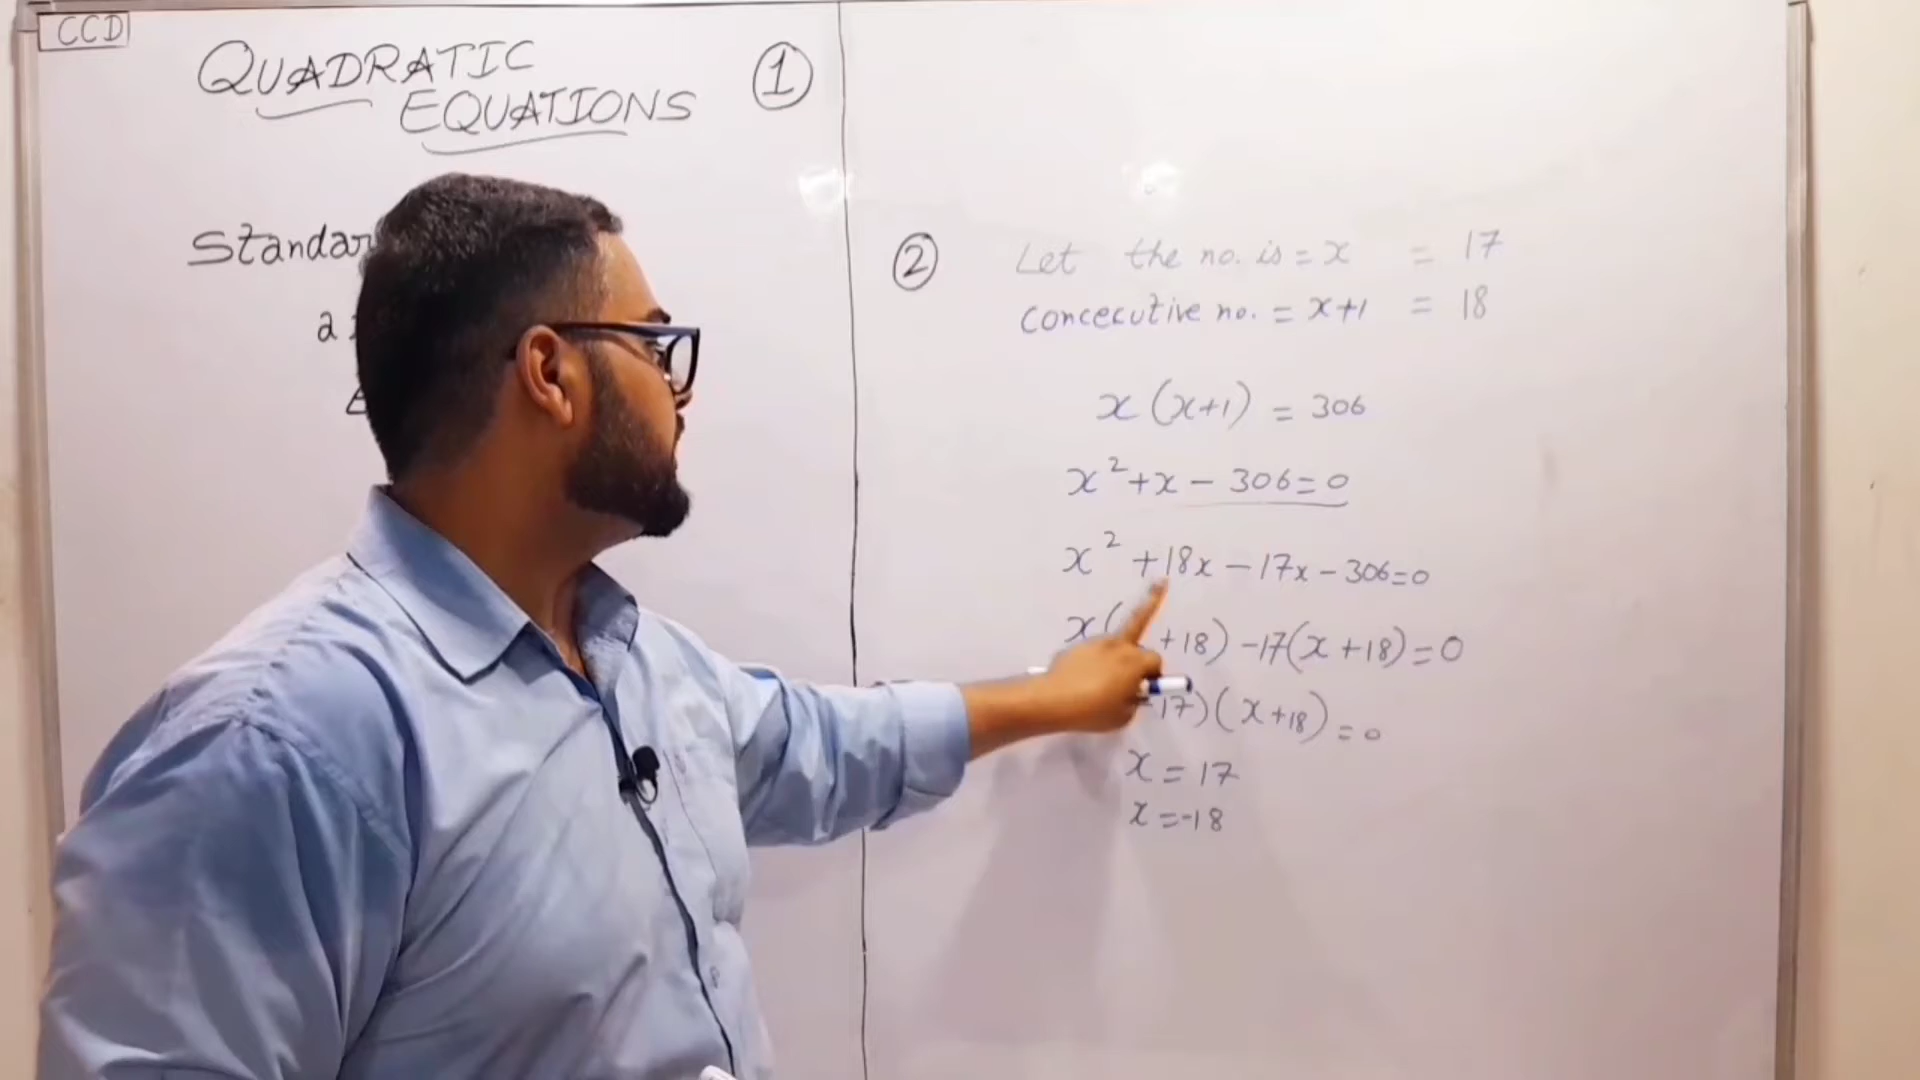 CCD
QUADRATIC
EQUATIONS
1
Standar
a
2
Let the no. is = x = 17
concecutive no. = x+1 = 18
x(x+1) = 306
x²+x - 306=0
x² +18x - 17x - 306=0
x( +18) -17(x +18)=0
17)(x+18) = 0
x = 17
x =-18